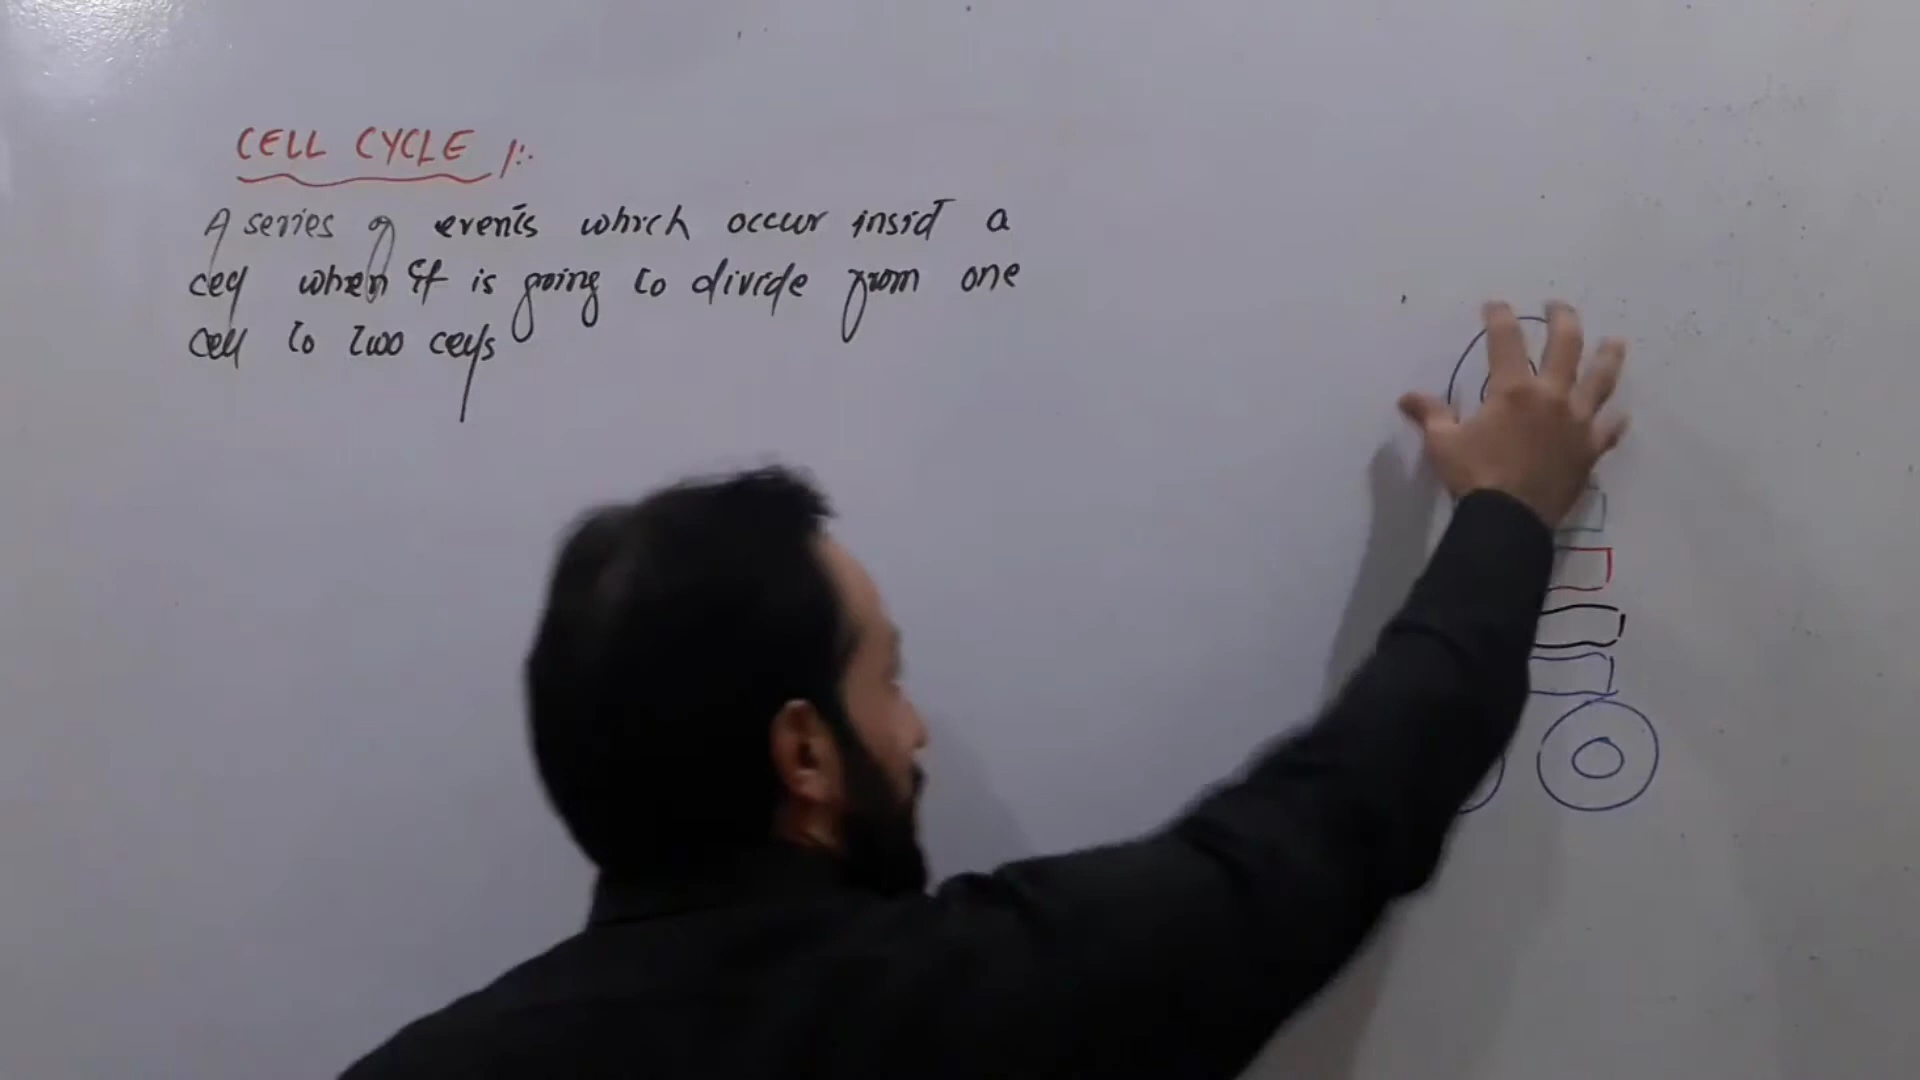 CELL CYCLE :-
A series of events which occur insid a
cell when it is going to divide from one
cell to two cells